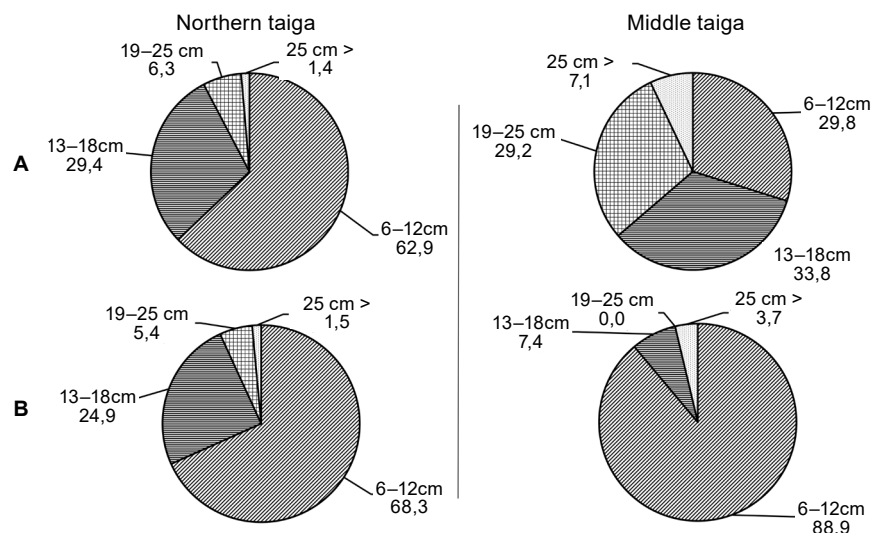 Northern taiga
Middle taiga
A
19–25 cm
6,3
25 cm >
1,4
13–18cm
29,4
6–12cm
62,9
25 cm >
7,1
6–12cm
29,8
19–25 cm
29,2
13–18cm
33,8
B
19–25 cm
5,4
25 cm >
1,5
13–18cm
24,9
6–12cm
68,3
19–25 cm
0,0
25 cm >
3,7
13–18cm
7,4
6–12cm
88,9